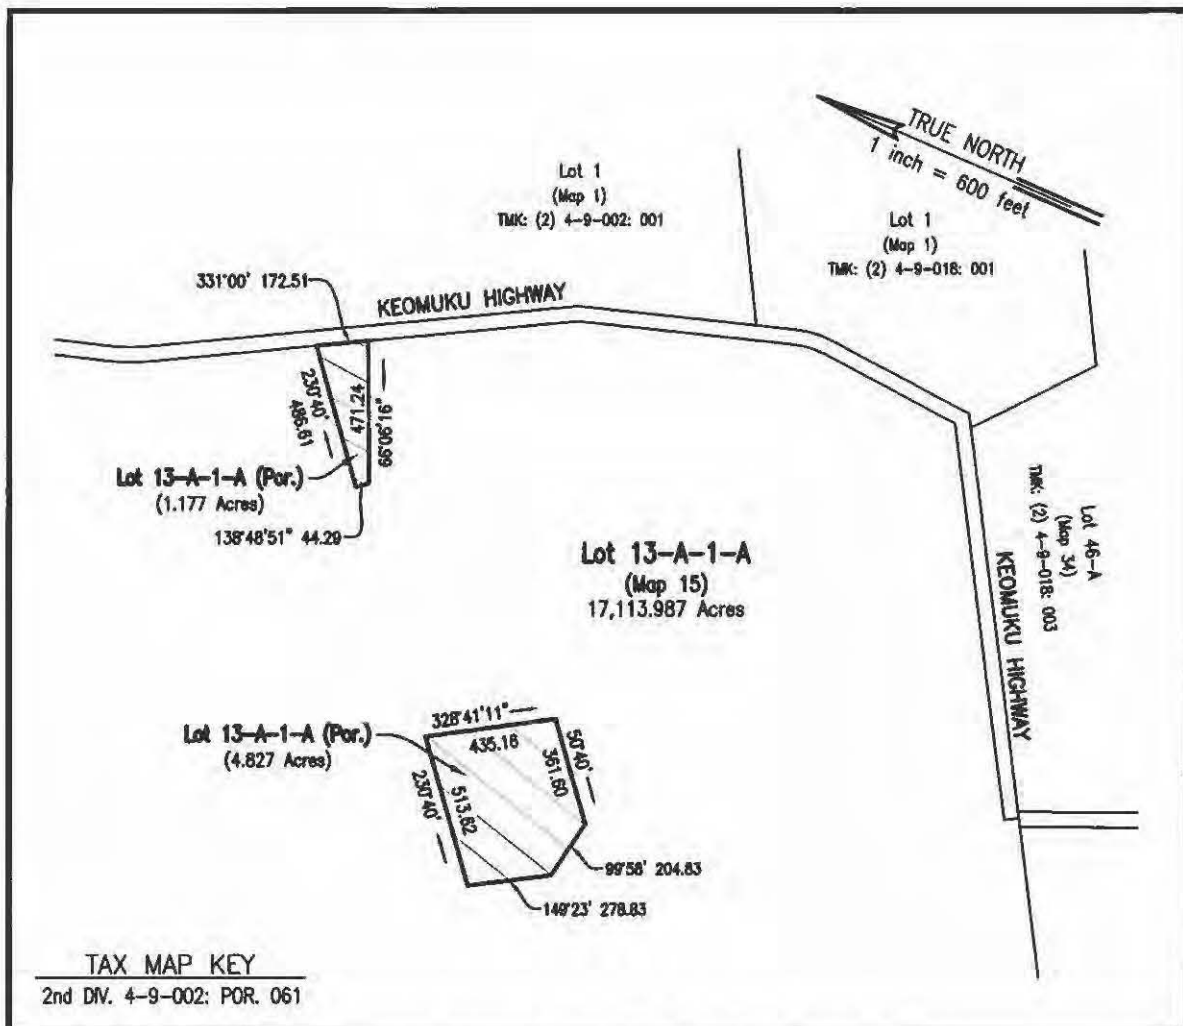 TRUE NORTH
1 inch = 600 feet
Lot 1
(Map 1)
TMK: (2) 4-9-002: 001
Lot 1
(Map 1)
TMK: (2) 4-9-018: 001
331°00' 172.51
KEOMUKU HIGHWAY
230°40'
486.61
471.24
66°06'16"
Lot 13-A-1-A (Por.)
(1.177 Acres)
138°48'51" 44.29
Lot 13-A-1-A
(Map 15)
17,113.987 Acres
KEOMUKU HIGHWAY
Lot 46-A
(Map 34)
TMK: (2) 4-9-018: 003
Lot 13-A-1-A (Por.)
(4.827 Acres)
328°41'11"
435.16
50°40'
361.60
230°40'
513.62
99°58' 204.83
149°23' 278.83
TAX MAP KEY
2nd DIV. 4-9-002: POR. 061